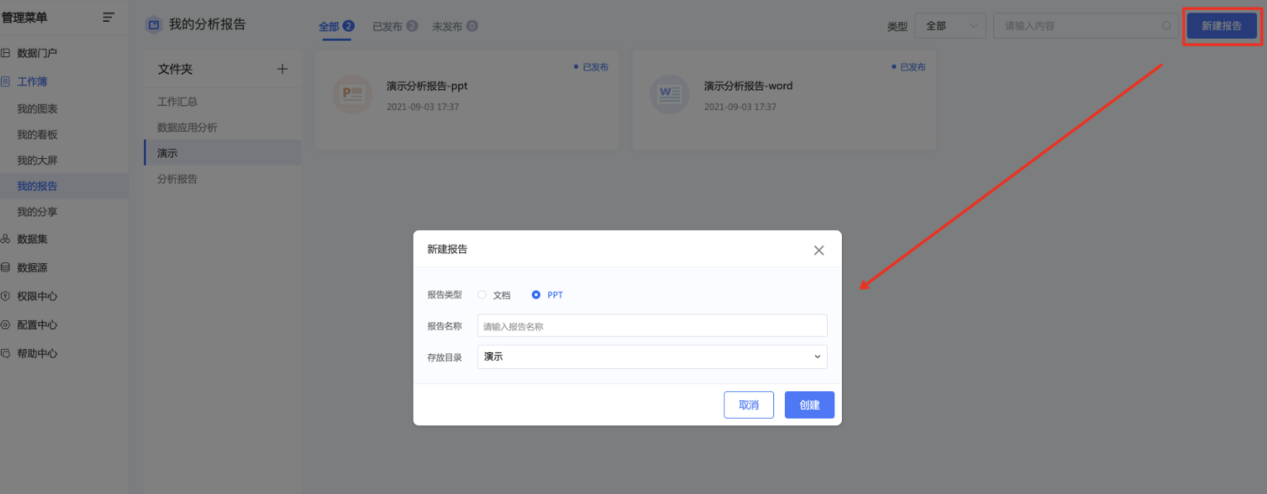 管理菜单
数据门户
工作簿
我的图表
我的看板
我的大屏
我的报告
我的分享
数据集
数据源
权限中心
配置中心
帮助中心
我的分析报告
全部 2 已发布 2 未发布 0
类型 全部 请输入内容 新建报告
文件夹
工作汇总
数据应用分析
演示
分析报告
已发布
演示分析报告-ppt
2021-09-03 17:37
已发布
演示分析报告-word
2021-09-03 17:37
新建报告
报告类型 文档 PPT
报告名称 请输入报告名称
存放目录 演示
取消 创建